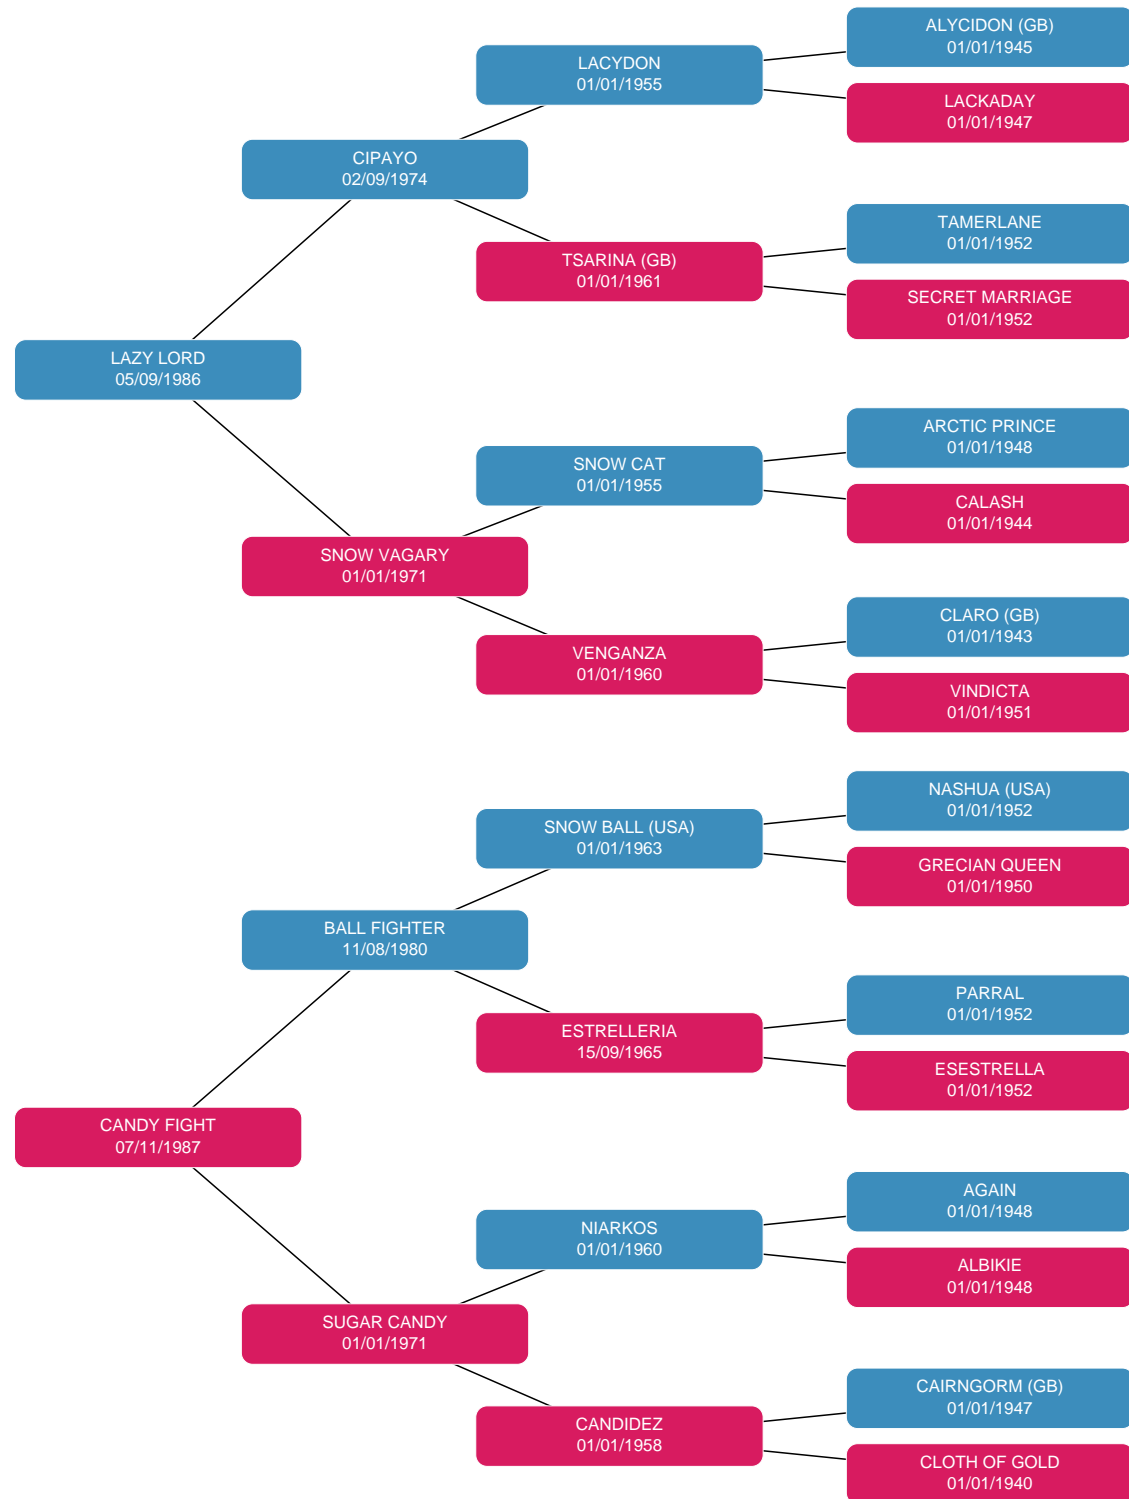 ALYCIDON (GB)
01/01/1945
LACYDON
01/01/1955
LACKADAY
01/01/1947
CIPAYO
02/09/1974
TAMERLANE
01/01/1952
TSARINA (GB)
01/01/1961
SECRET MARRIAGE
01/01/1952
LAZY LORD
05/09/1986
ARCTIC PRINCE
01/01/1948
SNOW CAT
01/01/1955
CALASH
01/01/1944
SNOW VAGARY
01/01/1971
CLARO (GB)
01/01/1943
VENGANZA
01/01/1960
VINDICTA
01/01/1951
NASHUA (USA)
01/01/1952
SNOW BALL (USA)
01/01/1963
GRECIAN QUEEN
01/01/1950
BALL FIGHTER
11/08/1980
PARRAL
01/01/1952
ESTRELLERIA
15/09/1965
ESESTRELLA
01/01/1952
CANDY FIGHT
07/11/1987
AGAIN
01/01/1948
NIARKOS
01/01/1960
ALBIKIE
01/01/1948
SUGAR CANDY
01/01/1971
CAIRNGORM (GB)
01/01/1947
CANDIDEZ
01/01/1958
CLOTH OF GOLD
01/01/1940